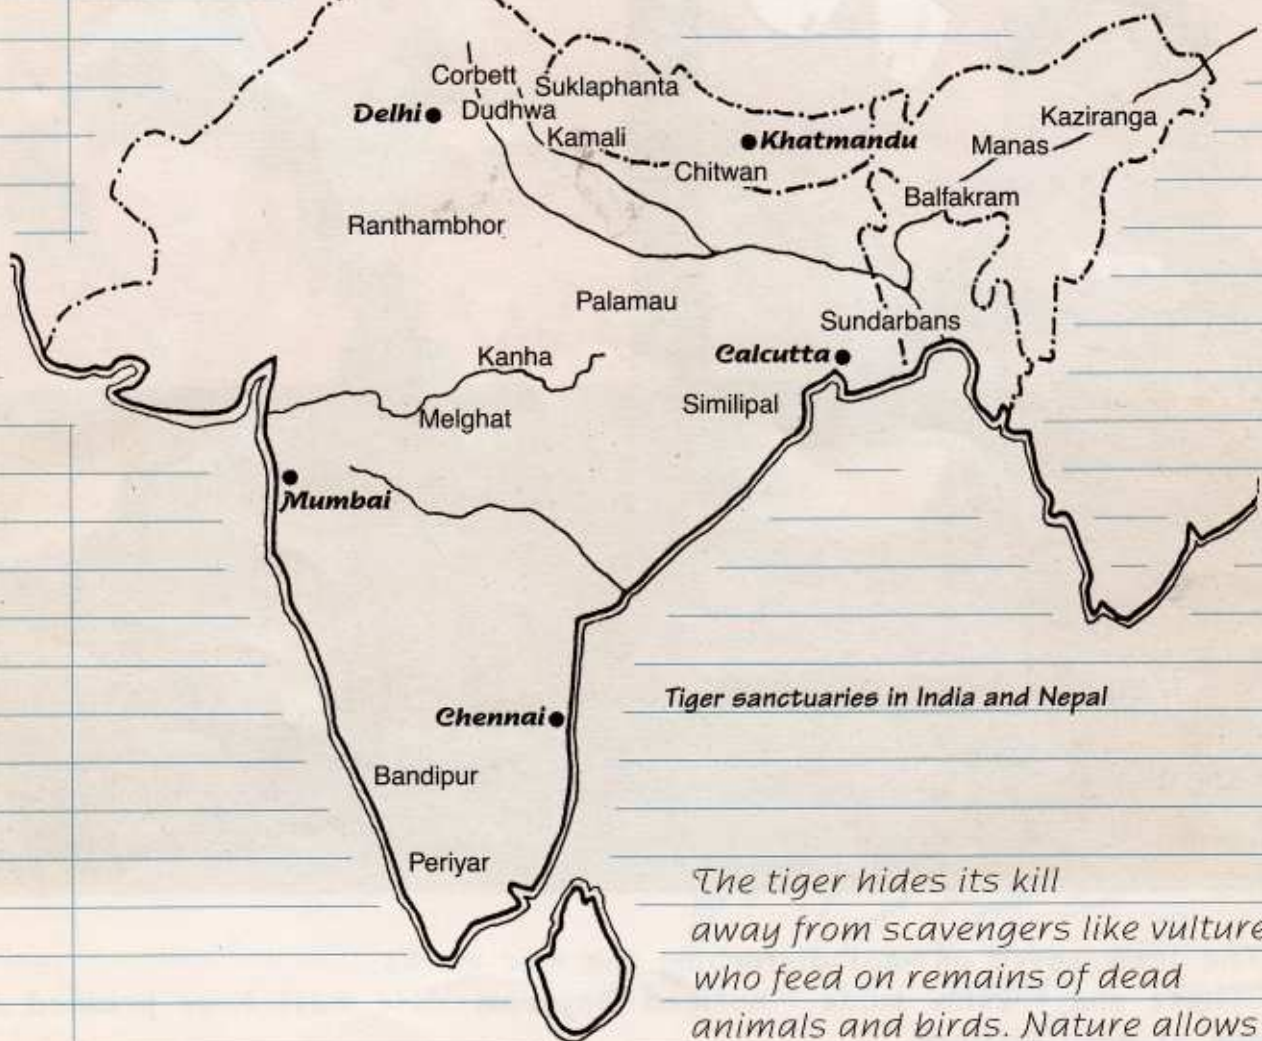 Corbett
Suklaphanta
Delhi
Dudhwa
Kaziranga
Kamali
Khatmandu
Manas
Chitwan
Balfakram
Ranthambhor
Palamau
Sundarbans
Kanha
Calcutta
Similipal
Melghat
Mumbai
Tiger sanctuaries in India and Nepal
Chennai
Bandipur
Periyar
The tiger hides its kill
away from scavengers like vulture
who feed on remains of dead
animals and birds. Nature allows